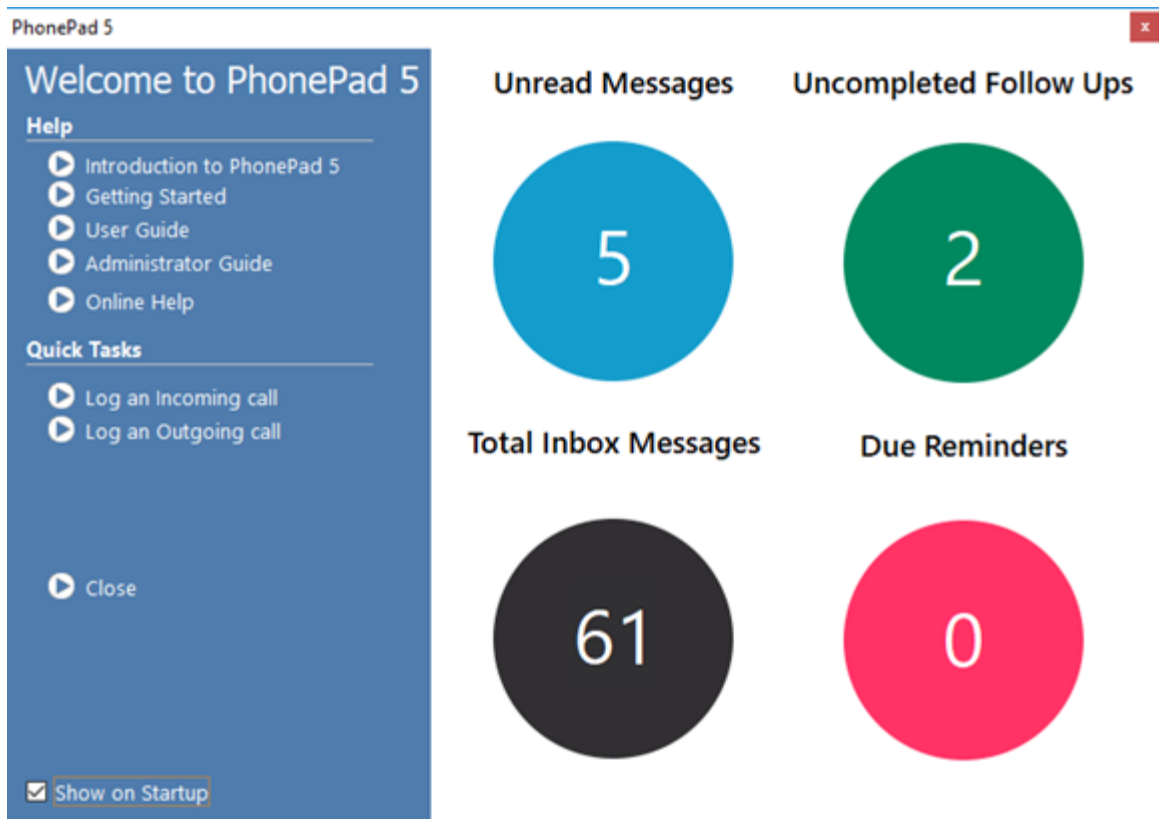 PhonePad 5
x
Welcome to PhonePad 5
Help
Introduction to PhonePad 5
Getting Started
User Guide
Administrator Guide
Online Help
Quick Tasks
Log an Incoming call
Log an Outgoing call
Close
Show on Startup
Unread Messages
5
Uncompleted Follow Ups
2
Total Inbox Messages
61
Due Reminders
0